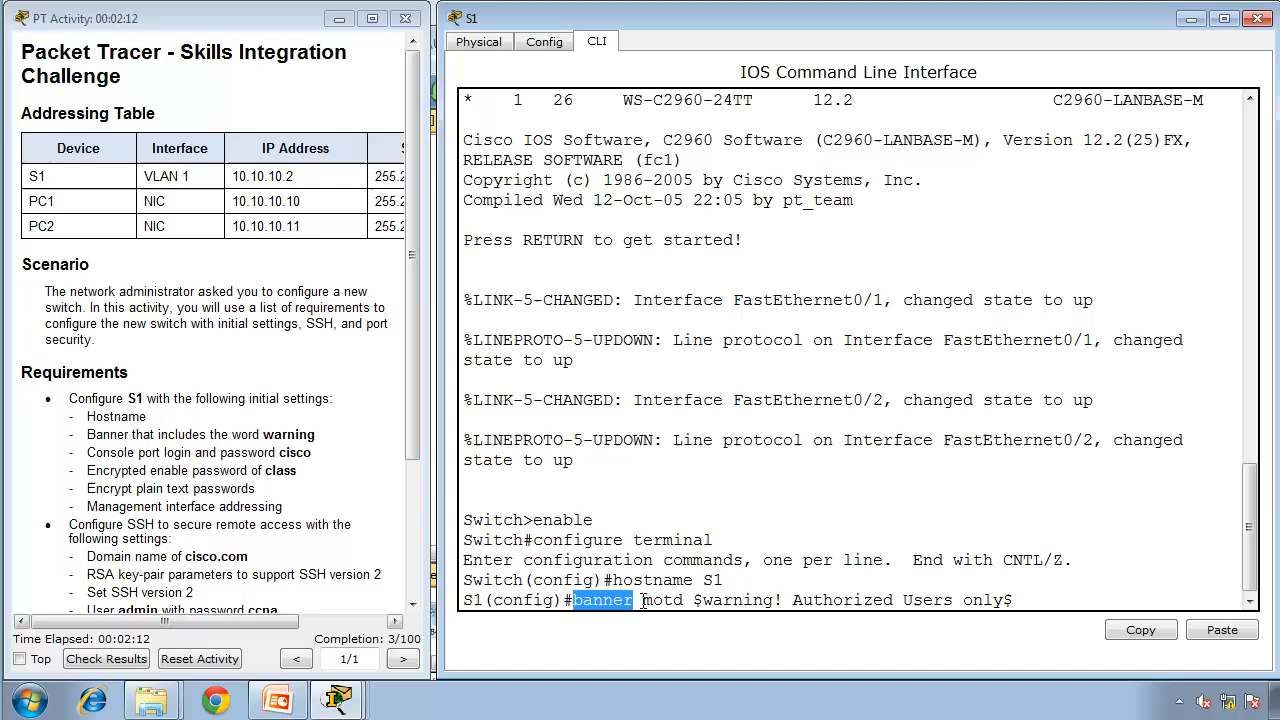 PT Activity: 00:02:12
Packet Tracer - Skills Integration
Challenge
Addressing Table
Device Interface IP Address S
S1 VLAN 1 10.10.10.2 255.2
PC1 NIC 10.10.10.10 255.2
PC2 NIC 10.10.10.11 255.2
Scenario
The network administrator asked you to configure a new
switch. In this activity, you will use a list of requirements to
configure the new switch with initial settings, SSH, and port
security.
Requirements
• Configure S1 with the following initial settings:
- Hostname
- Banner that includes the word warning
- Console port login and password cisco
- Encrypted enable password of class
- Encrypt plain text passwords
- Management interface addressing
• Configure SSH to secure remote access with the
following settings:
- Domain name of cisco.com
- RSA key-pair parameters to support SSH version 2
- Set SSH version 2
- User admin with password ccna
Time Elapsed: 00:02:12 Completion: 3/100
Top Check Results Reset Activity < 1/1 >
S1
Physical Config CLI
IOS Command Line Interface
* 1 26 WS-C2960-24TT 12.2 C2960-LANBASE-M
Cisco IOS Software, C2960 Software (C2960-LANBASE-M), Version 12.2(25)FX,
RELEASE SOFTWARE (fc1)
Copyright (c) 1986-2005 by Cisco Systems, Inc.
Compiled Wed 12-Oct-05 22:05 by pt_team
Press RETURN to get started!
%LINK-5-CHANGED: Interface FastEthernet0/1, changed state to up
%LINEPROTO-5-UPDOWN: Line protocol on Interface FastEthernet0/1, changed
state to up
%LINK-5-CHANGED: Interface FastEthernet0/2, changed state to up
%LINEPROTO-5-UPDOWN: Line protocol on Interface FastEthernet0/2, changed
state to up
Switch>enable
Switch#configure terminal
Enter configuration commands, one per line.  End with CNTL/Z.
Switch(config)#hostname S1
S1(config)#banner motd $warning! Authorized Users only$
Copy Paste